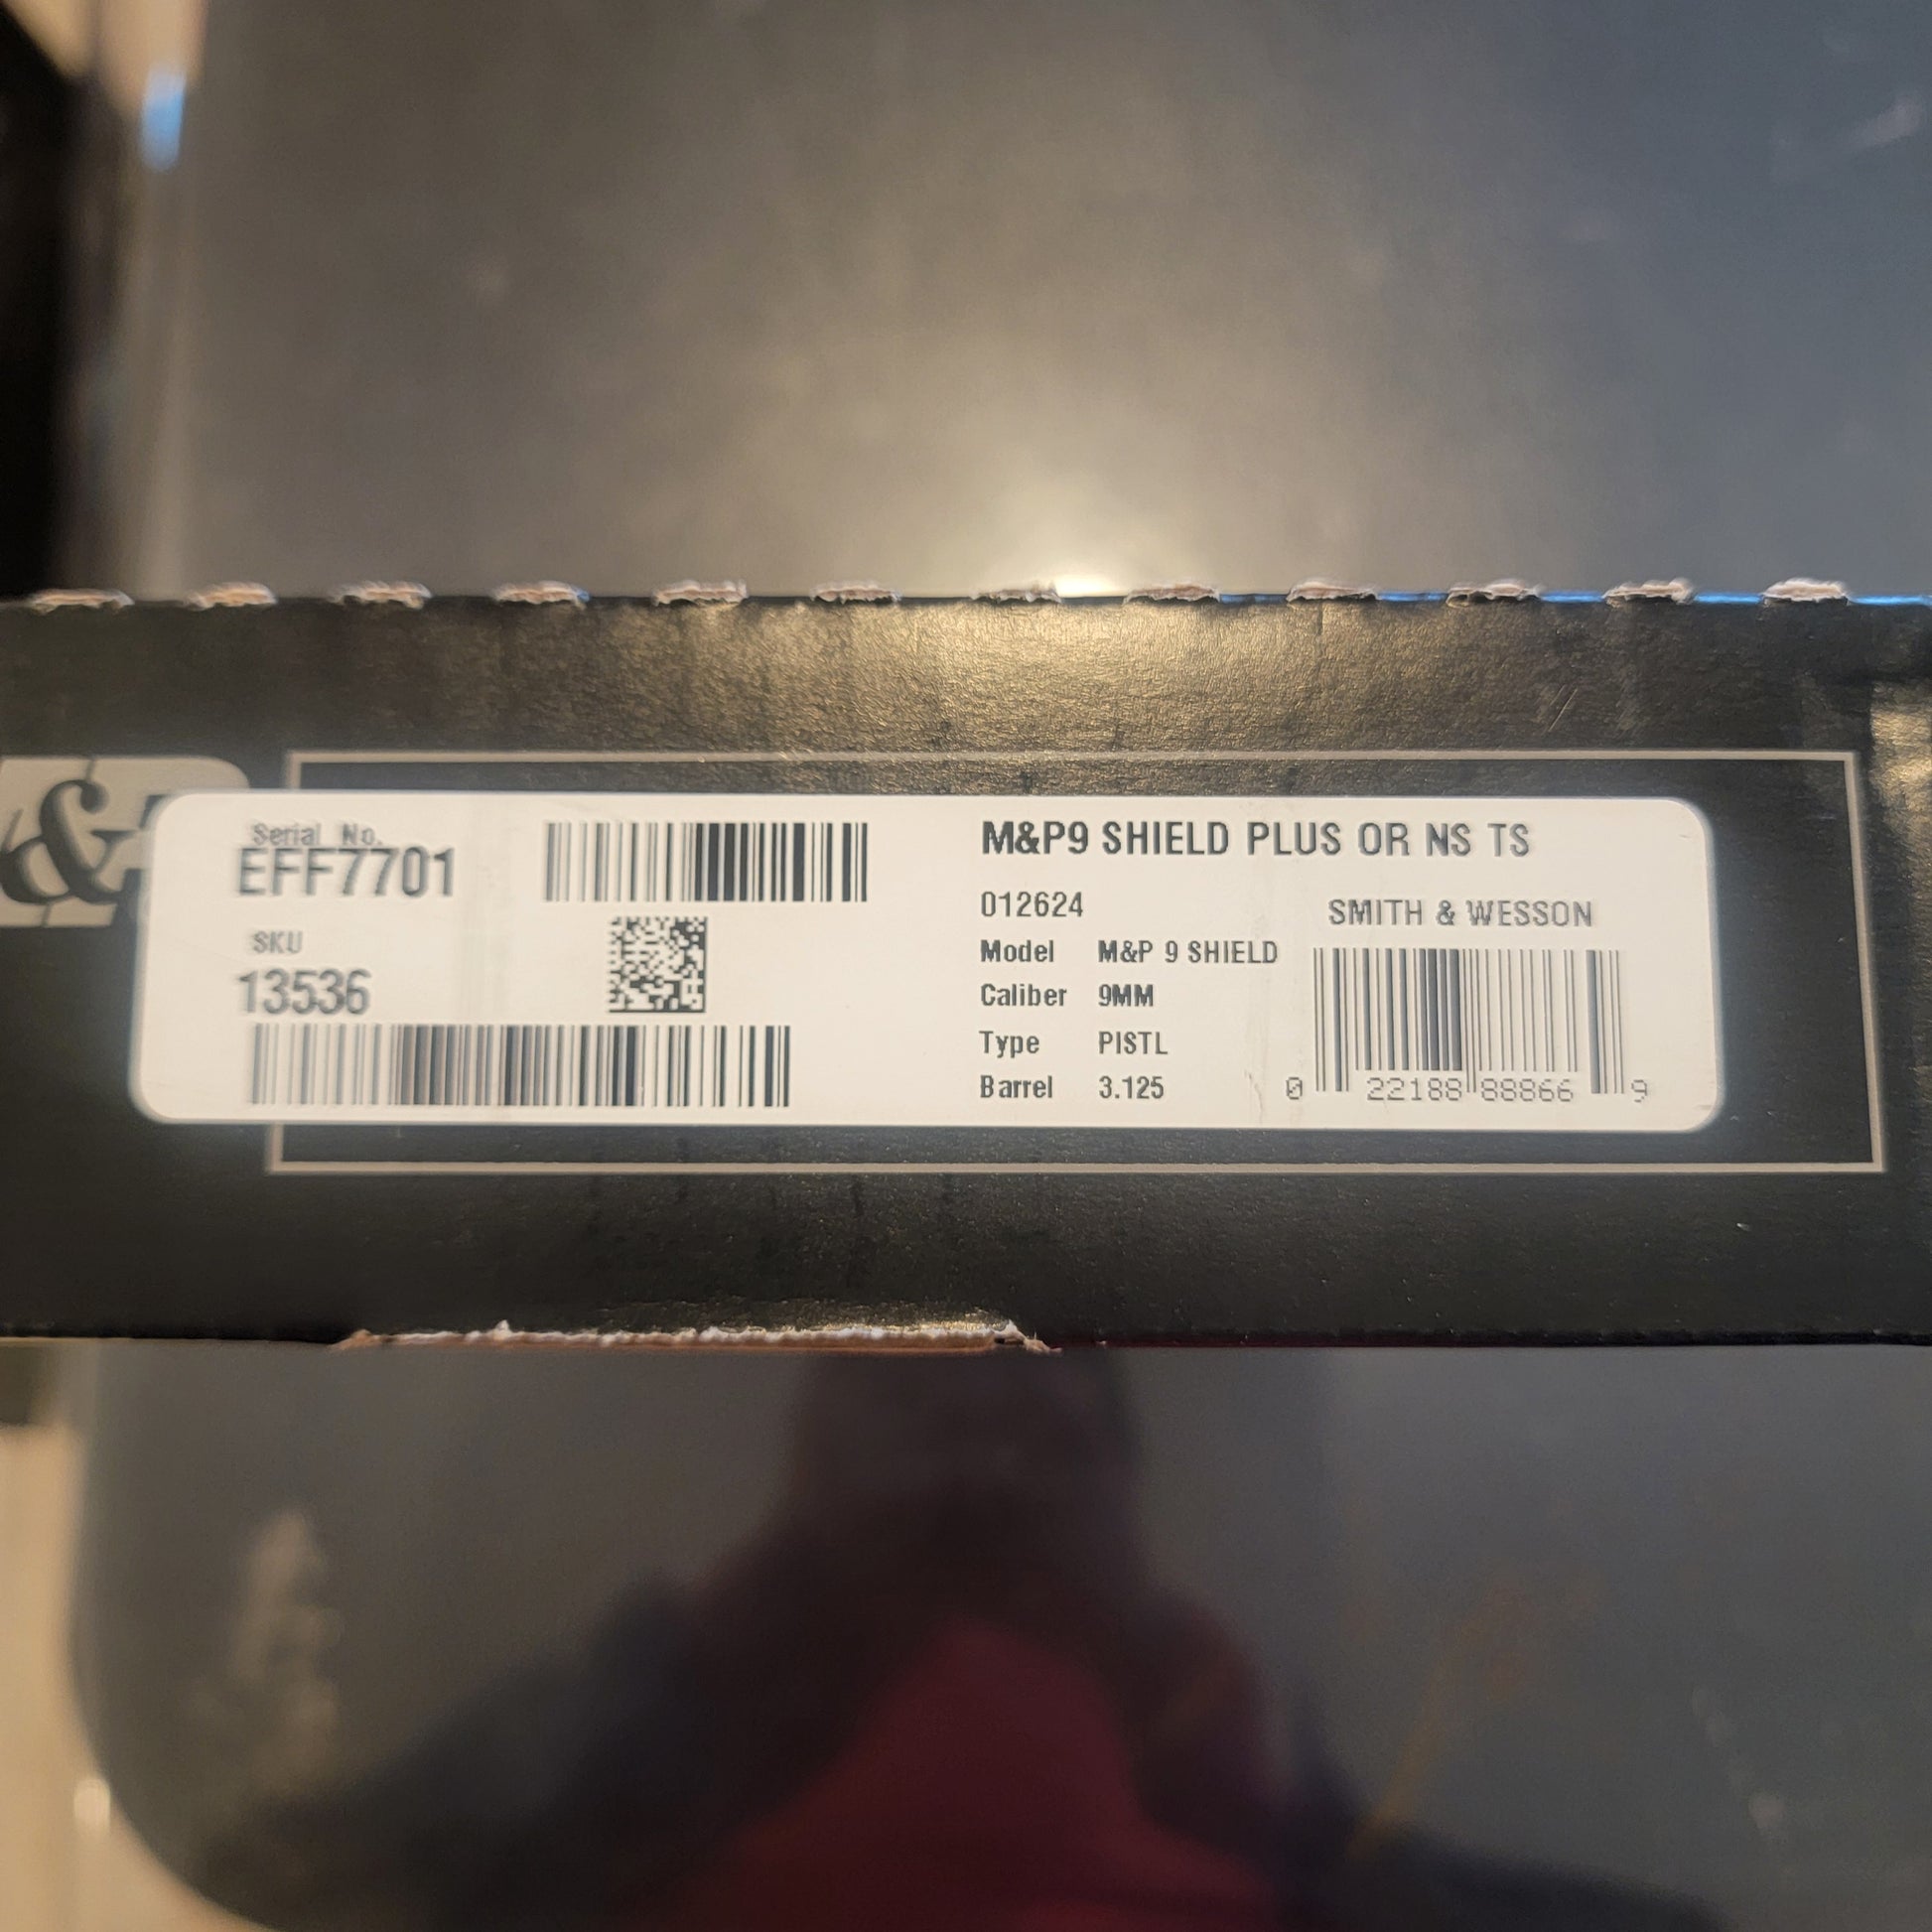 &
Serial No.
EFF7701
SKU
13536
M&P9 SHIELD PLUS OR NS TS
012624
SMITH & WESSON
Model M&P 9 SHIELD
Caliber 9MM
Type PISTL
Barrel 3.125
0 22188 88866 9